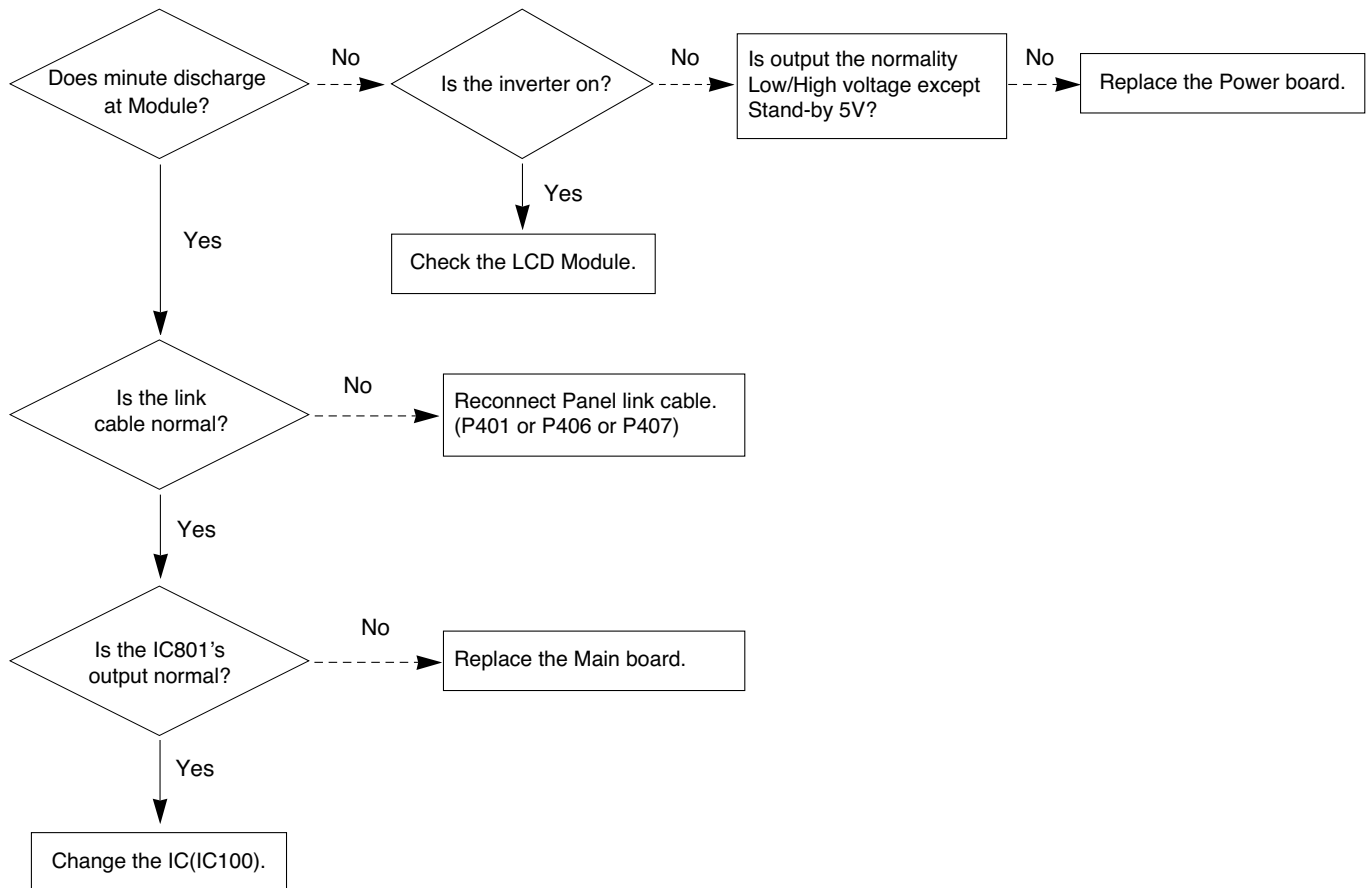 Does minute discharge
at Module?
No
Is the inverter on?
No
Is output the normality
Low/High voltage except
Stand-by 5V?
No
Replace the Power board.
Yes
Check the LCD Module.
Yes
Is the link
cable normal?
No
Reconnect Panel link cable.
(P401 or P406 or P407)
Yes
Is the IC801's
output normal?
No
Replace the Main board.
Yes
Change the IC(IC100).